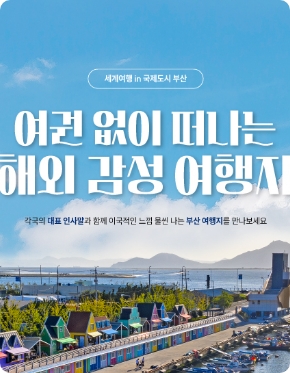 세계여행 in 국제도시 부산
여권 없이 떠나는
해외 감성 여행지
각국의 대표 인사말과 함께 이국적인 느낌 물씬 나는 부산 여행지를 만나보세요